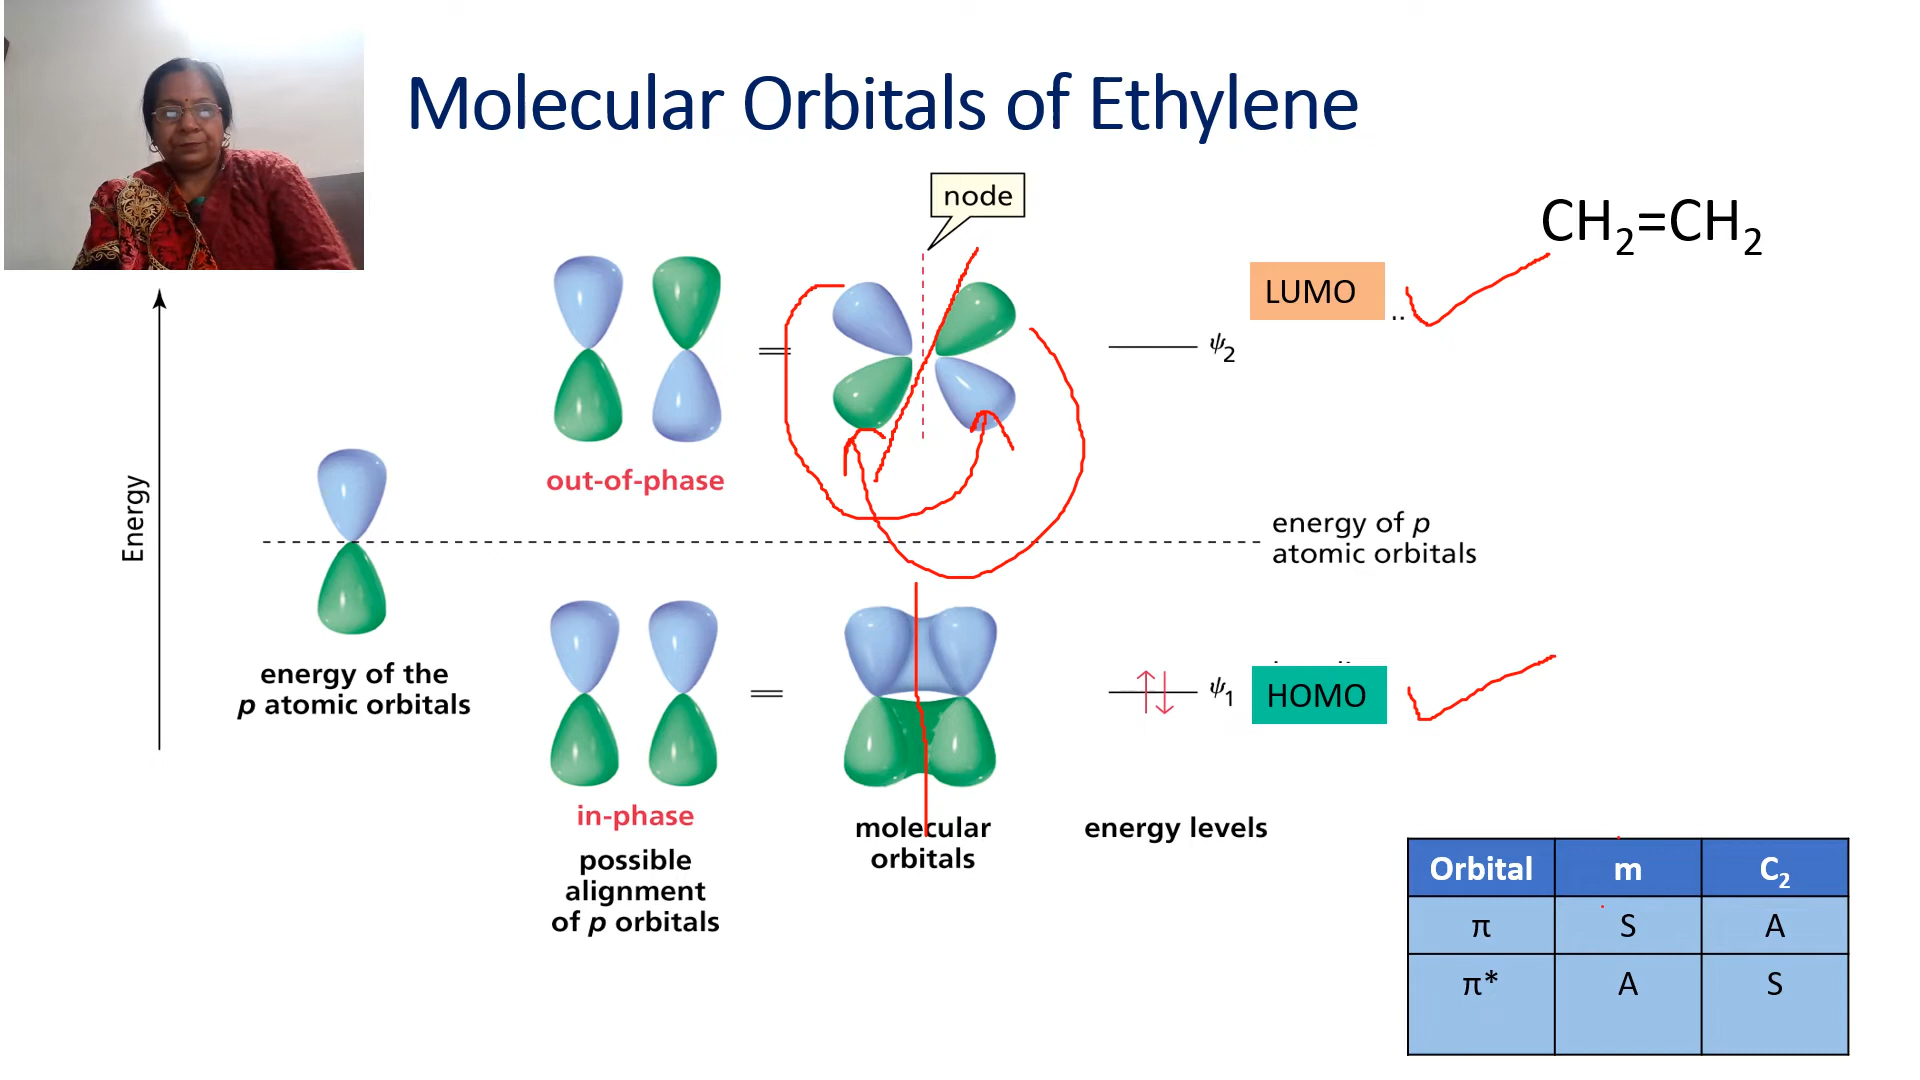 Molecular Orbitals of Ethylene
node
CH₂=CH₂
LUMO
..
ψ₂
out-of-phase
Energy
energy of p
atomic orbitals
energy of the
p atomic orbitals
ψ₁
HOMO
in-phase
possible
alignment
of p orbitals
molecular
orbitals
energy levels
Orbital m C₂
π S A
π* A S